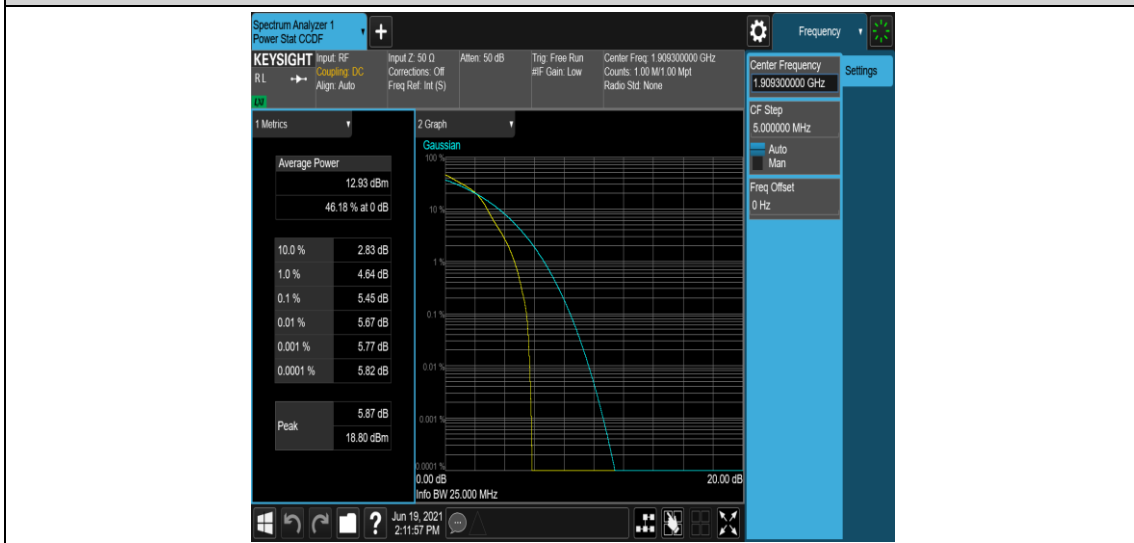 Spectrum Analyzer 1
Power Stat CCDF
+
Frequency
KEYSIGHT
RL
LXI
Input: RF
Coupling: DC
Align: Auto
Input Z: 50 Ω
Corrections: Off
Freq Ref: Int (S)
Atten: 50 dB
Trig: Free Run
#IF Gain: Low
Center Freq: 1.909300000 GHz
Counts: 1.00 M/1.00 Mpt
Radio Std: None
Center Frequency
1.909300000 GHz
Settings
CF Step
5.000000 MHz
Auto
Man
Freq Offset
0 Hz
1 Metrics
Average Power
12.93 dBm
46.18 % at 0 dB
10.0 % 2.83 dB
1.0 % 4.64 dB
0.1 % 5.45 dB
0.01 % 5.67 dB
0.001 % 5.77 dB
0.0001 % 5.82 dB
Peak
5.87 dB
18.80 dBm
2 Graph
Gaussian
100 %
10 %
1 %
0.1 %
0.01 %
0.001 %
0.0001 %
0.00 dB 20.00 dB
Info BW 25.000 MHz
?
Jun 19, 2021
2:11:57 PM